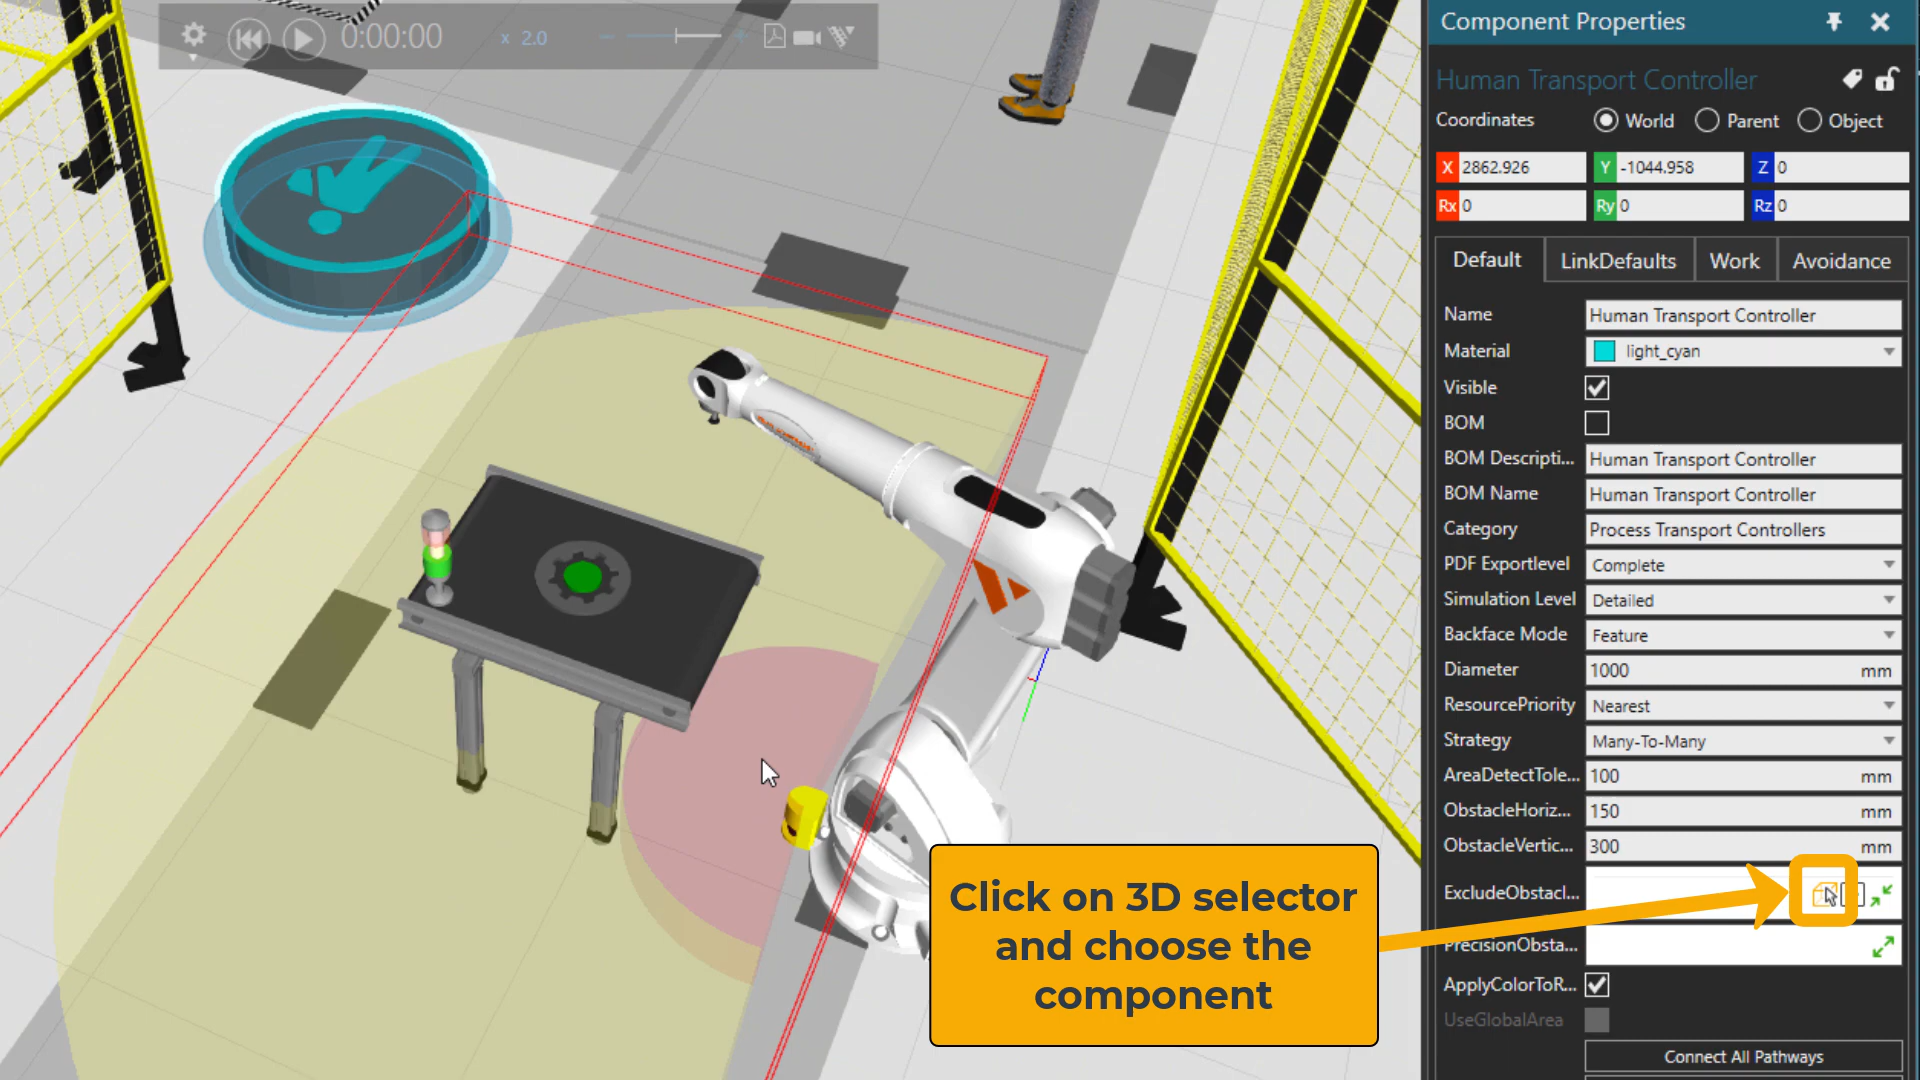 0:00:00
x 2.0
Component Properties
Human Transport Controller
Coordinates
World
Parent
Object
X 2862.926
Y -1044.958
Z 0
Rx 0
Ry 0
Rz 0
Default
LinkDefaults
Work
Avoidance
Name
Human Transport Controller
Material
light_cyan
Visible
BOM
BOM Descripti...
Human Transport Controller
BOM Name
Human Transport Controller
Category
Process Transport Controllers
PDF Exportlevel
Complete
Simulation Level
Detailed
Backface Mode
Feature
Diameter
1000 mm
ResourcePriority
Nearest
Strategy
Many-To-Many
AreaDetectTole...
100 mm
ObstacleHoriz...
150 mm
ObstacleVertic...
300 mm
ExcludeObstacl...
PrecisionObsta...
ApplyColorToR...
UseGlobalArea
Connect All Pathways
Click on 3D selector
and choose the
component